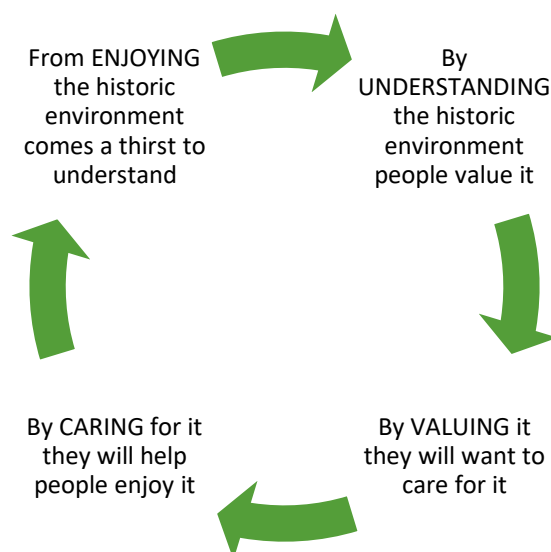 From ENJOYING
the historic
environment
comes a thirst to
understand
By
UNDERSTANDING
the historic
environment
people value it
By VALUING it
they will want to
care for it
By CARING for it
they will help
people enjoy it